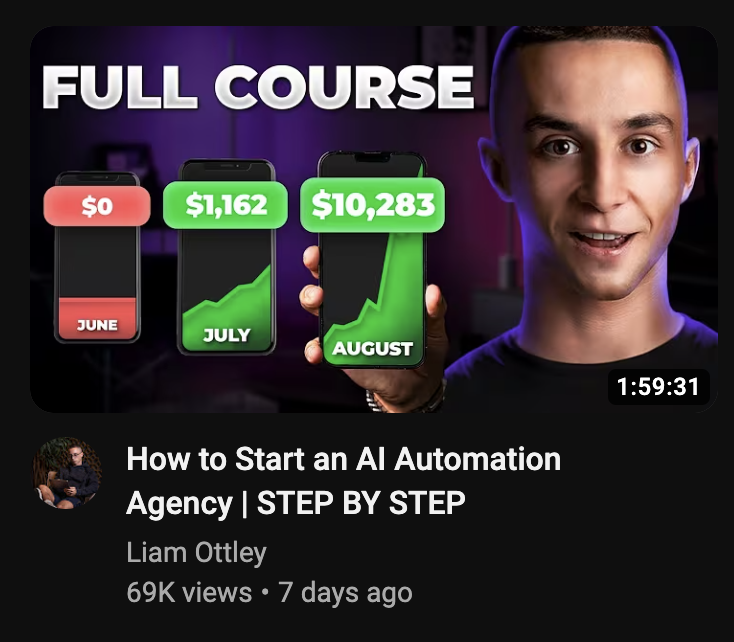 FULL COURSE
$0
$1,162
$10,283
JUNE
JULY
AUGUST
1:59:31
How to Start an AI Automation
Agency | STEP BY STEP
Liam Ottley
69K views • 7 days ago